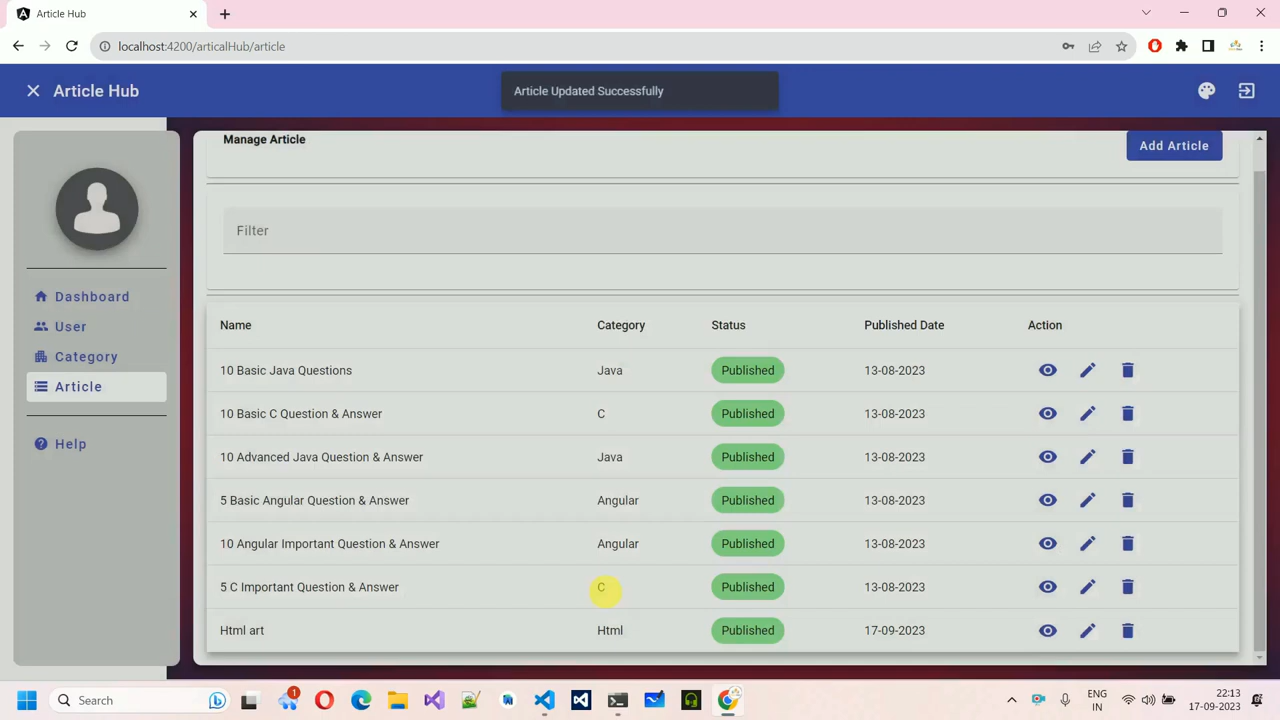 Article Hub
localhost:4200/articalHub/article
Article Hub
Article Updated Successfully
Manage Article
Add Article
Filter
Dashboard
User
Category
Article
Help
Name Category Status Published Date Action
10 Basic Java Questions Java Published 13-08-2023
10 Basic C Question & Answer C Published 13-08-2023
10 Advanced Java Question & Answer Java Published 13-08-2023
5 Basic Angular Question & Answer Angular Published 13-08-2023
10 Angular Important Question & Answer Angular Published 13-08-2023
5 C Important Question & Answer C Published 13-08-2023
Html art Html Published 17-09-2023
Search
1
ENG
IN
22:13
17-09-2023